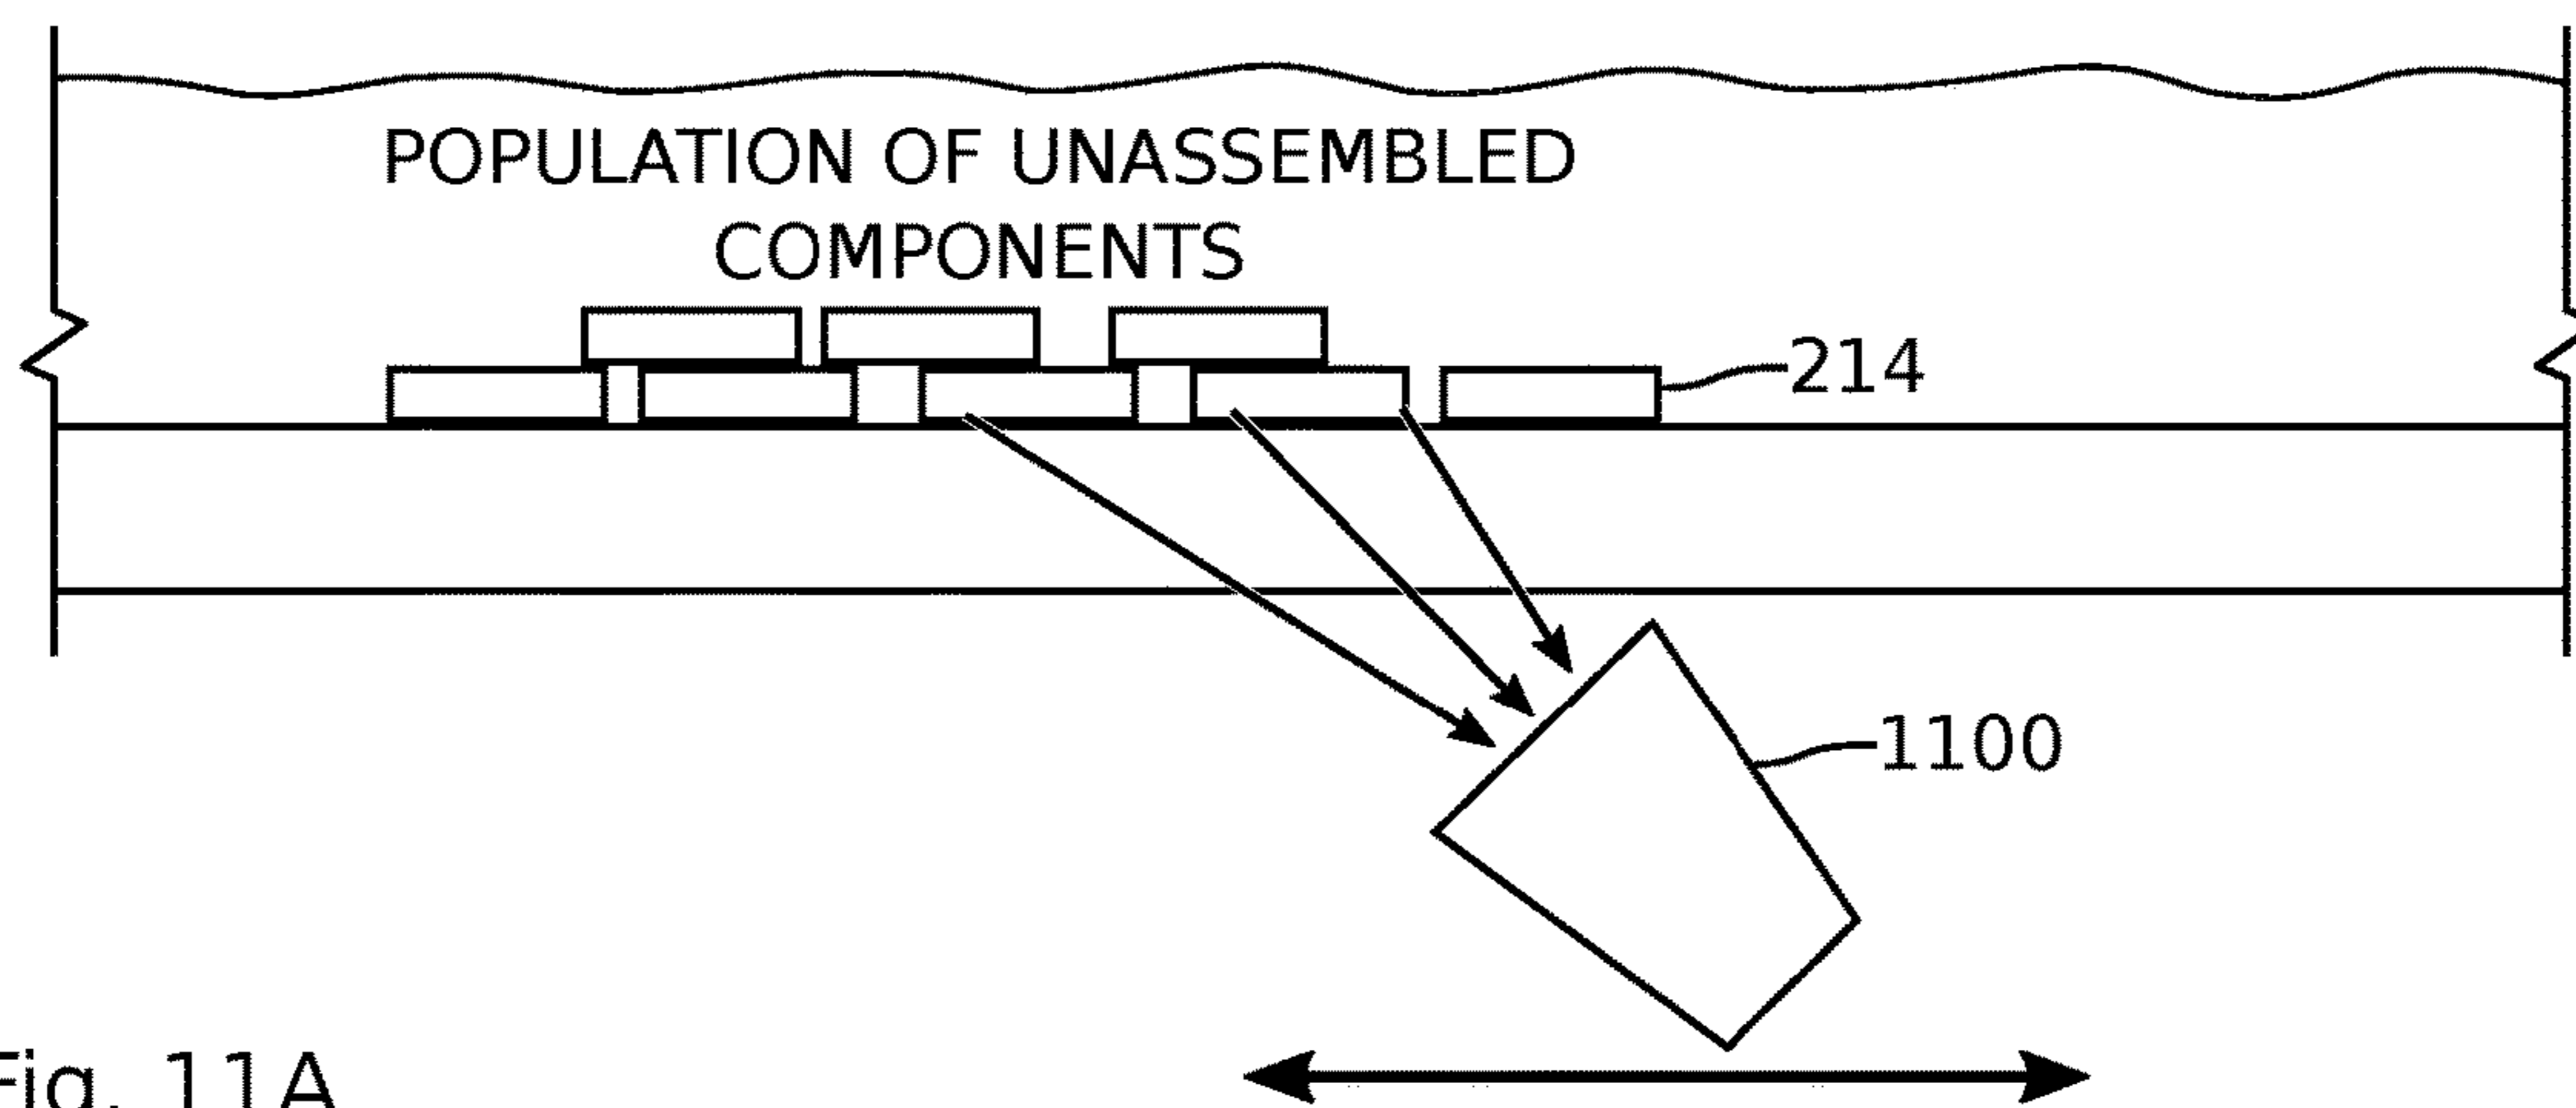 POPULATION OF UNASSEMBLED
COMPONENTS
214
1100
Fig. 11A